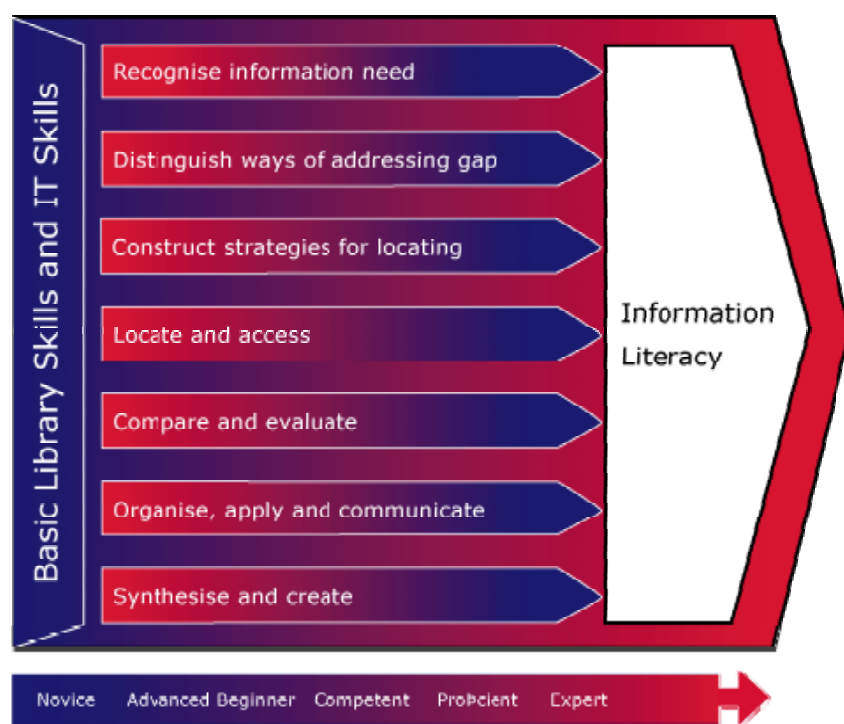 Basic Library Skills and IT Skills
Recognise information need
Distinguish ways of addressing gap
Construct strategies for locating
Locate and access
Compare and evaluate
Organise, apply and communicate
Synthesise and create
Information
Literacy
Novice Advanced Beginner Competent ProÞcient Expert